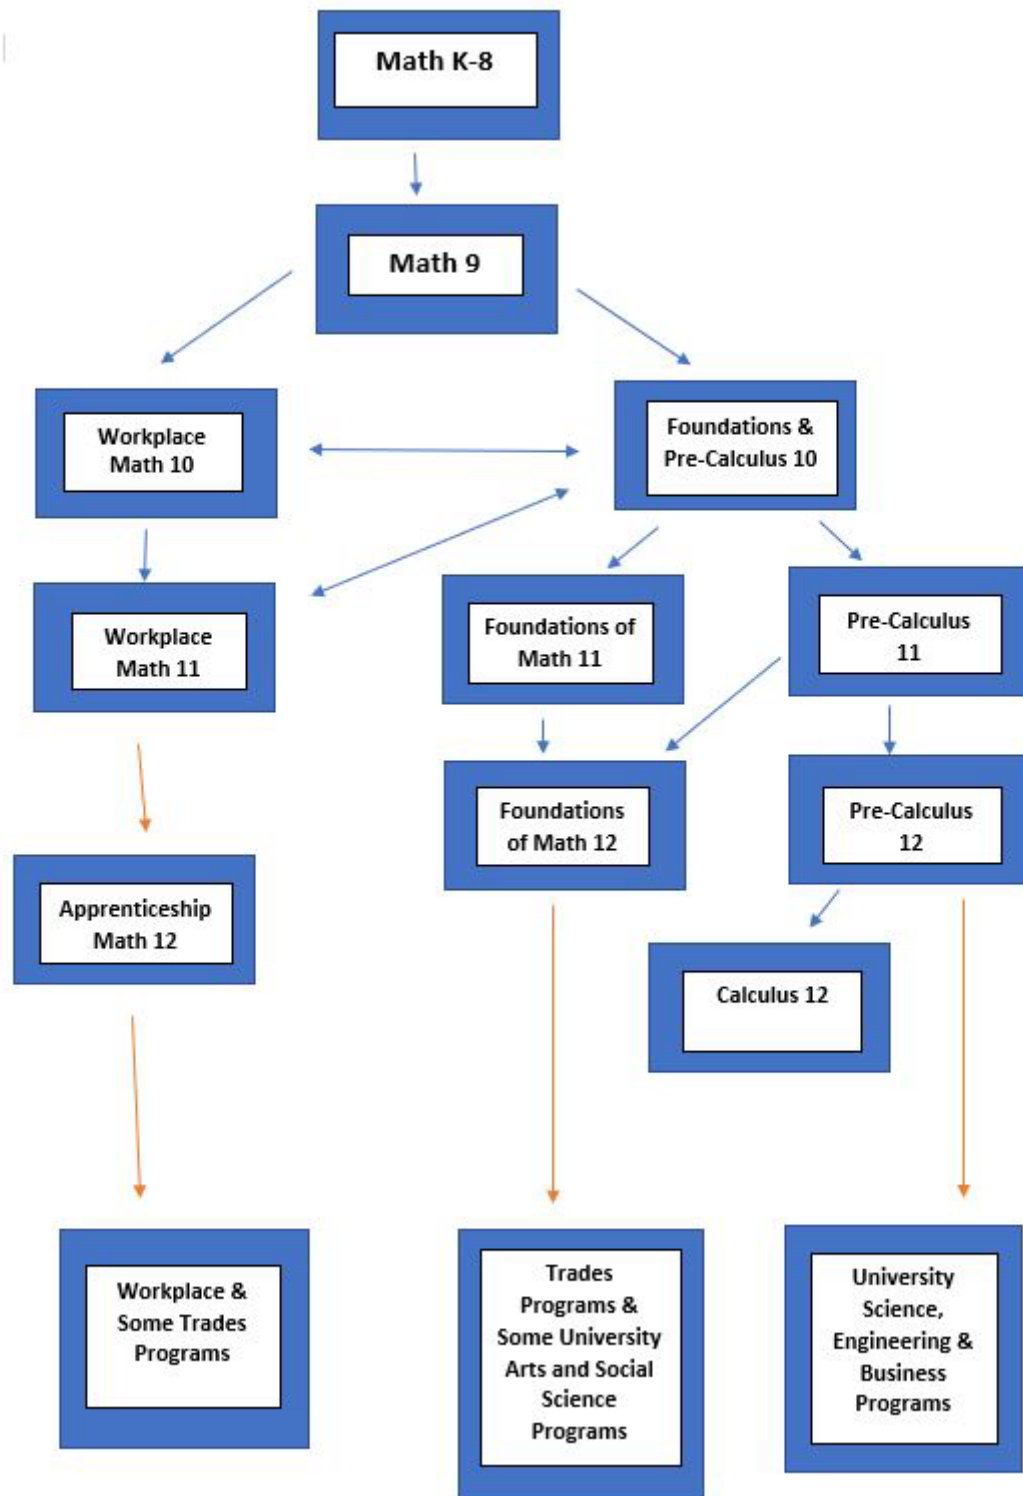 Math K-8
Math 9
Workplace
Math 10
Foundations &
Pre-Calculus 10
Workplace
Math 11
Foundations of
Math 11
Pre-Calculus
11
Foundations
of Math 12
Pre-Calculus
12
Apprenticeship
Math 12
Calculus 12
Workplace &
Some Trades
Programs
Trades
Programs &
Some University
Arts and Social
Science
Programs
University
Science,
Engineering &
Business
Programs